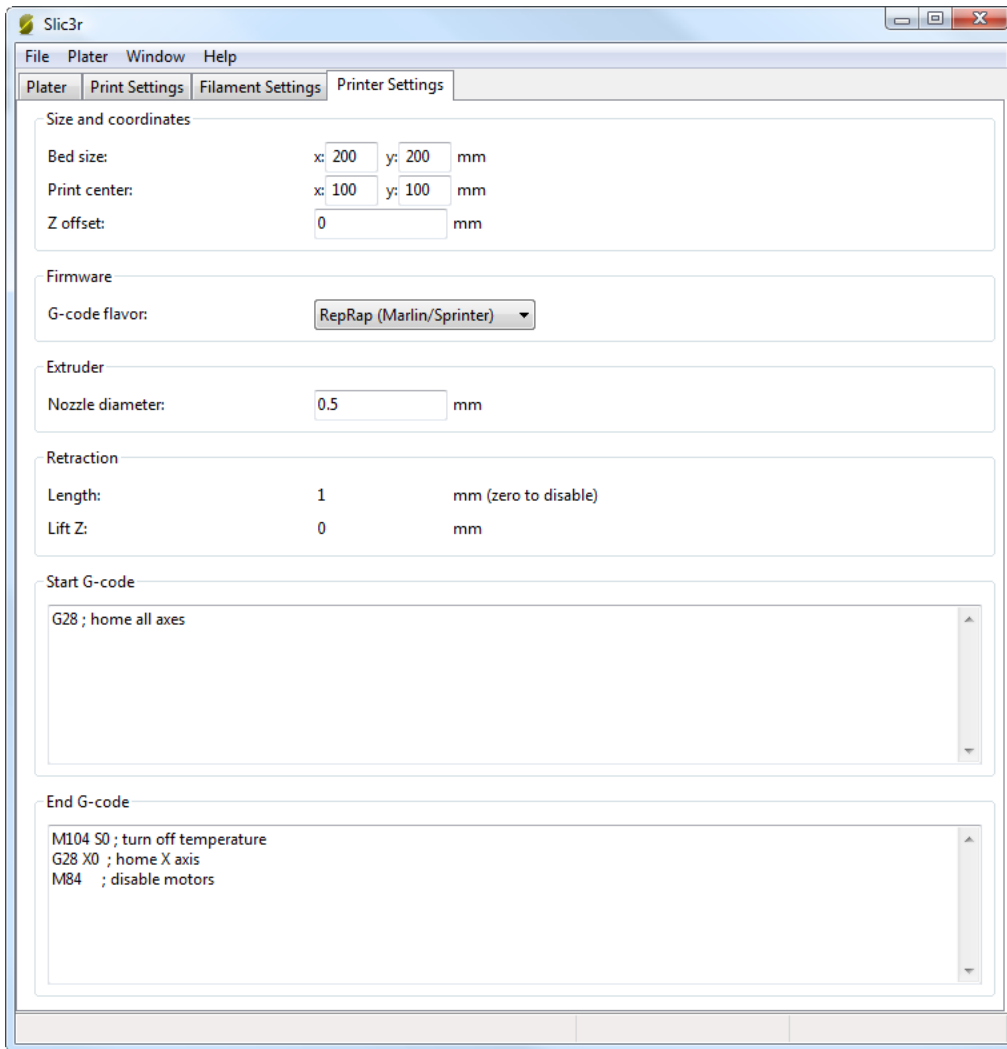 Slic3r
File Plater Window Help
Plater Print Settings Filament Settings Printer Settings
Size and coordinates
Bed size: x: 200 y: 200 mm
Print center: x: 100 y: 100 mm
Z offset: 0 mm
Firmware
G-code flavor: RepRap (Marlin/Sprinter)
Extruder
Nozzle diameter: 0.5 mm
Retraction
Length: 1 mm (zero to disable)
Lift Z: 0 mm
Start G-code
G28 ; home all axes
End G-code
M104 S0 ; turn off temperature
G28 X0  ; home X axis
M84     ; disable motors